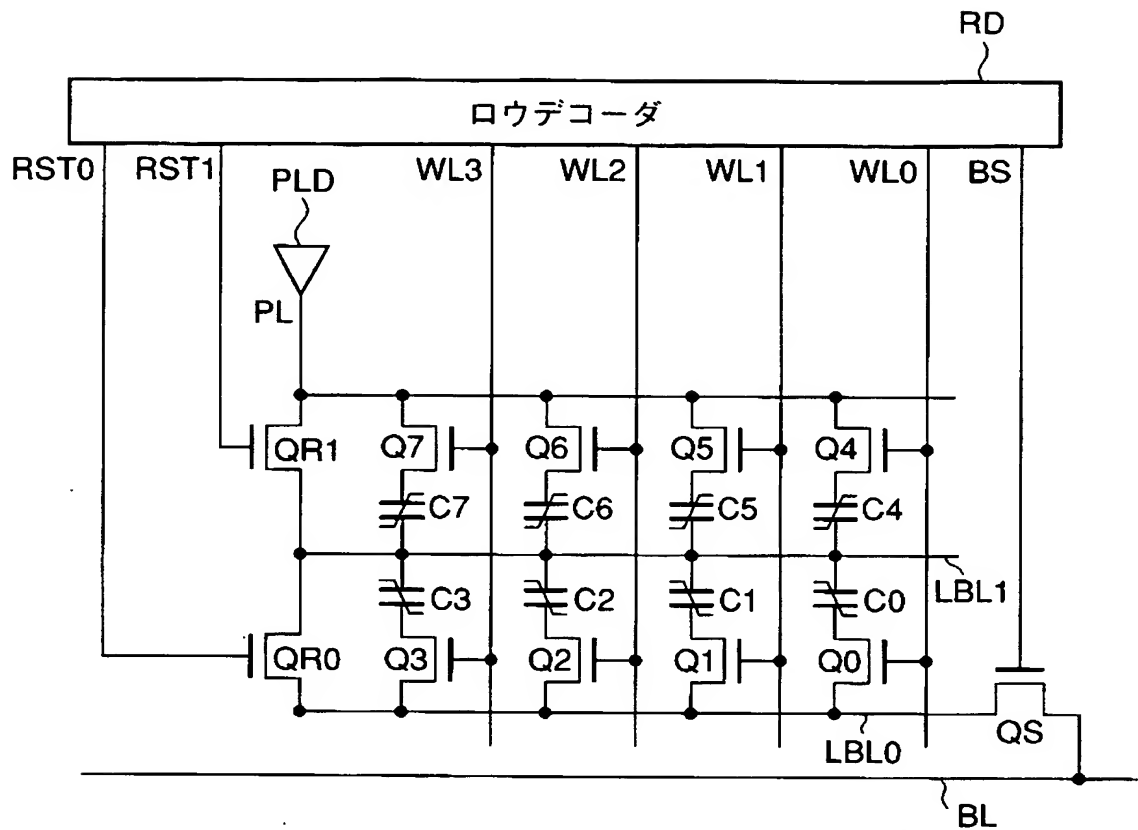 RD
ロウデコーダ
RST0 RST1 PLD WL3 WL2 WL1 WL0 BS
PL
QR1 Q7 Q6 Q5 Q4
C7 C6 C5 C4
LBL1
C3 C2 C1 C0
QR0 Q3 Q2 Q1 Q0
QS
LBL0
BL